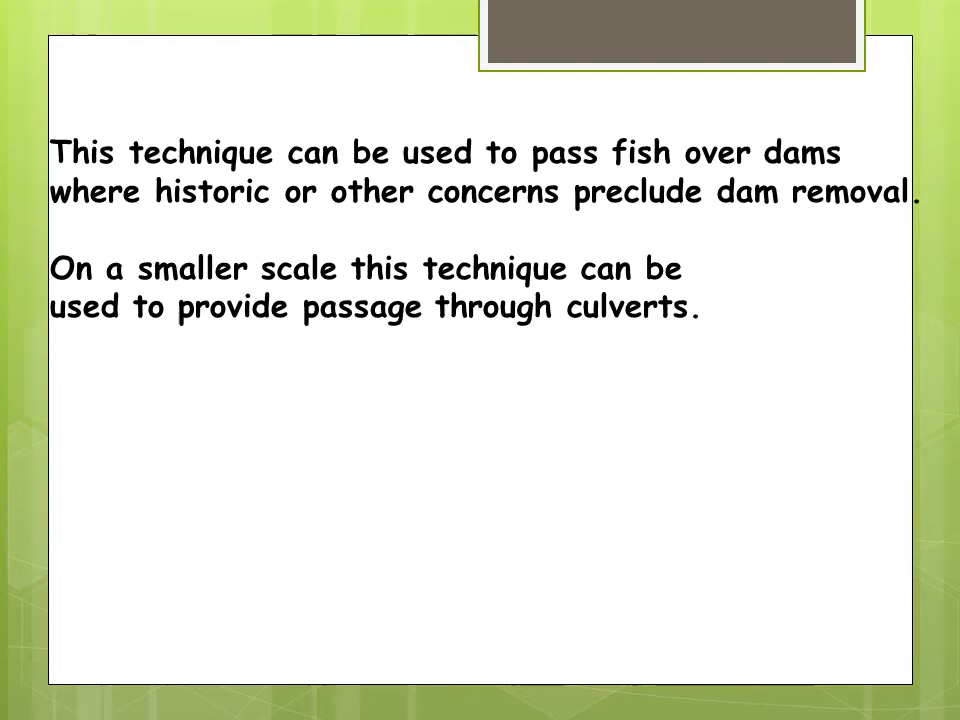 This technique can be used to pass fish over dams
where historic or other concerns preclude dam removal.
On a smaller scale this technique can be
used to provide passage through culverts.